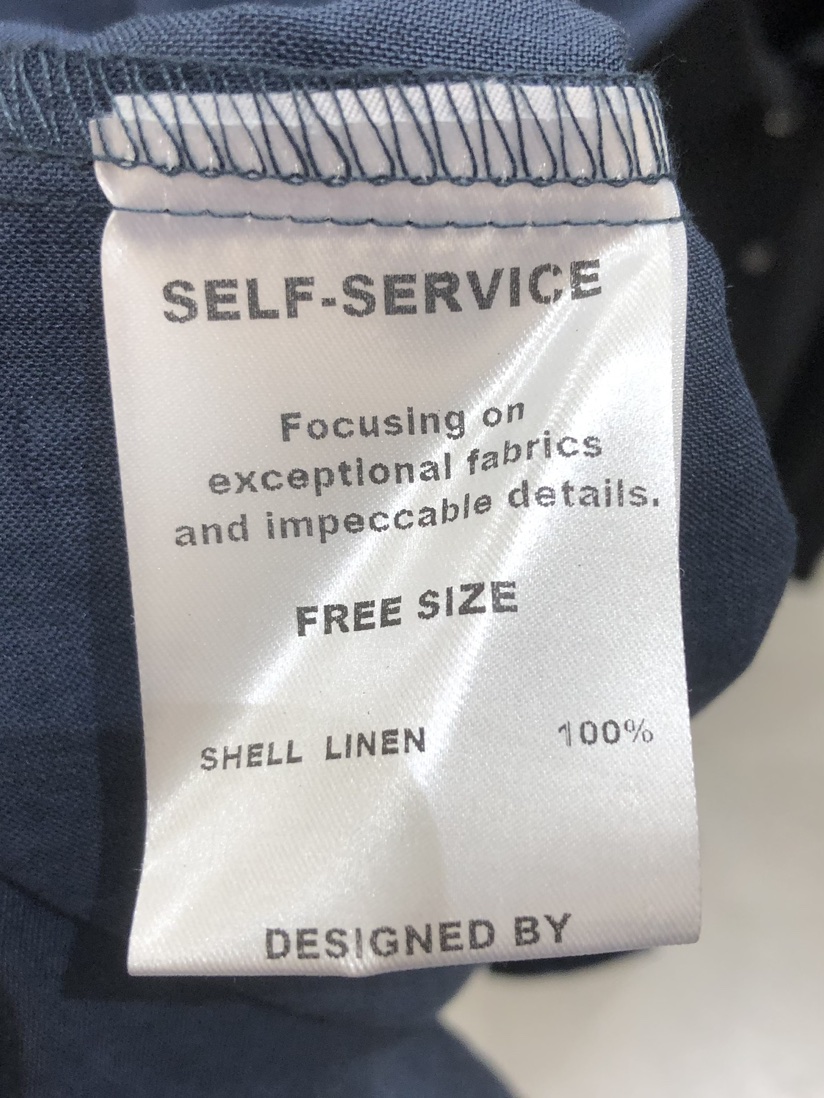 SELF-SERVICE
Focusing on
exceptional fabrics
and impeccable details.
FREE SIZE
SHELL LINEN 100%
DESIGNED BY